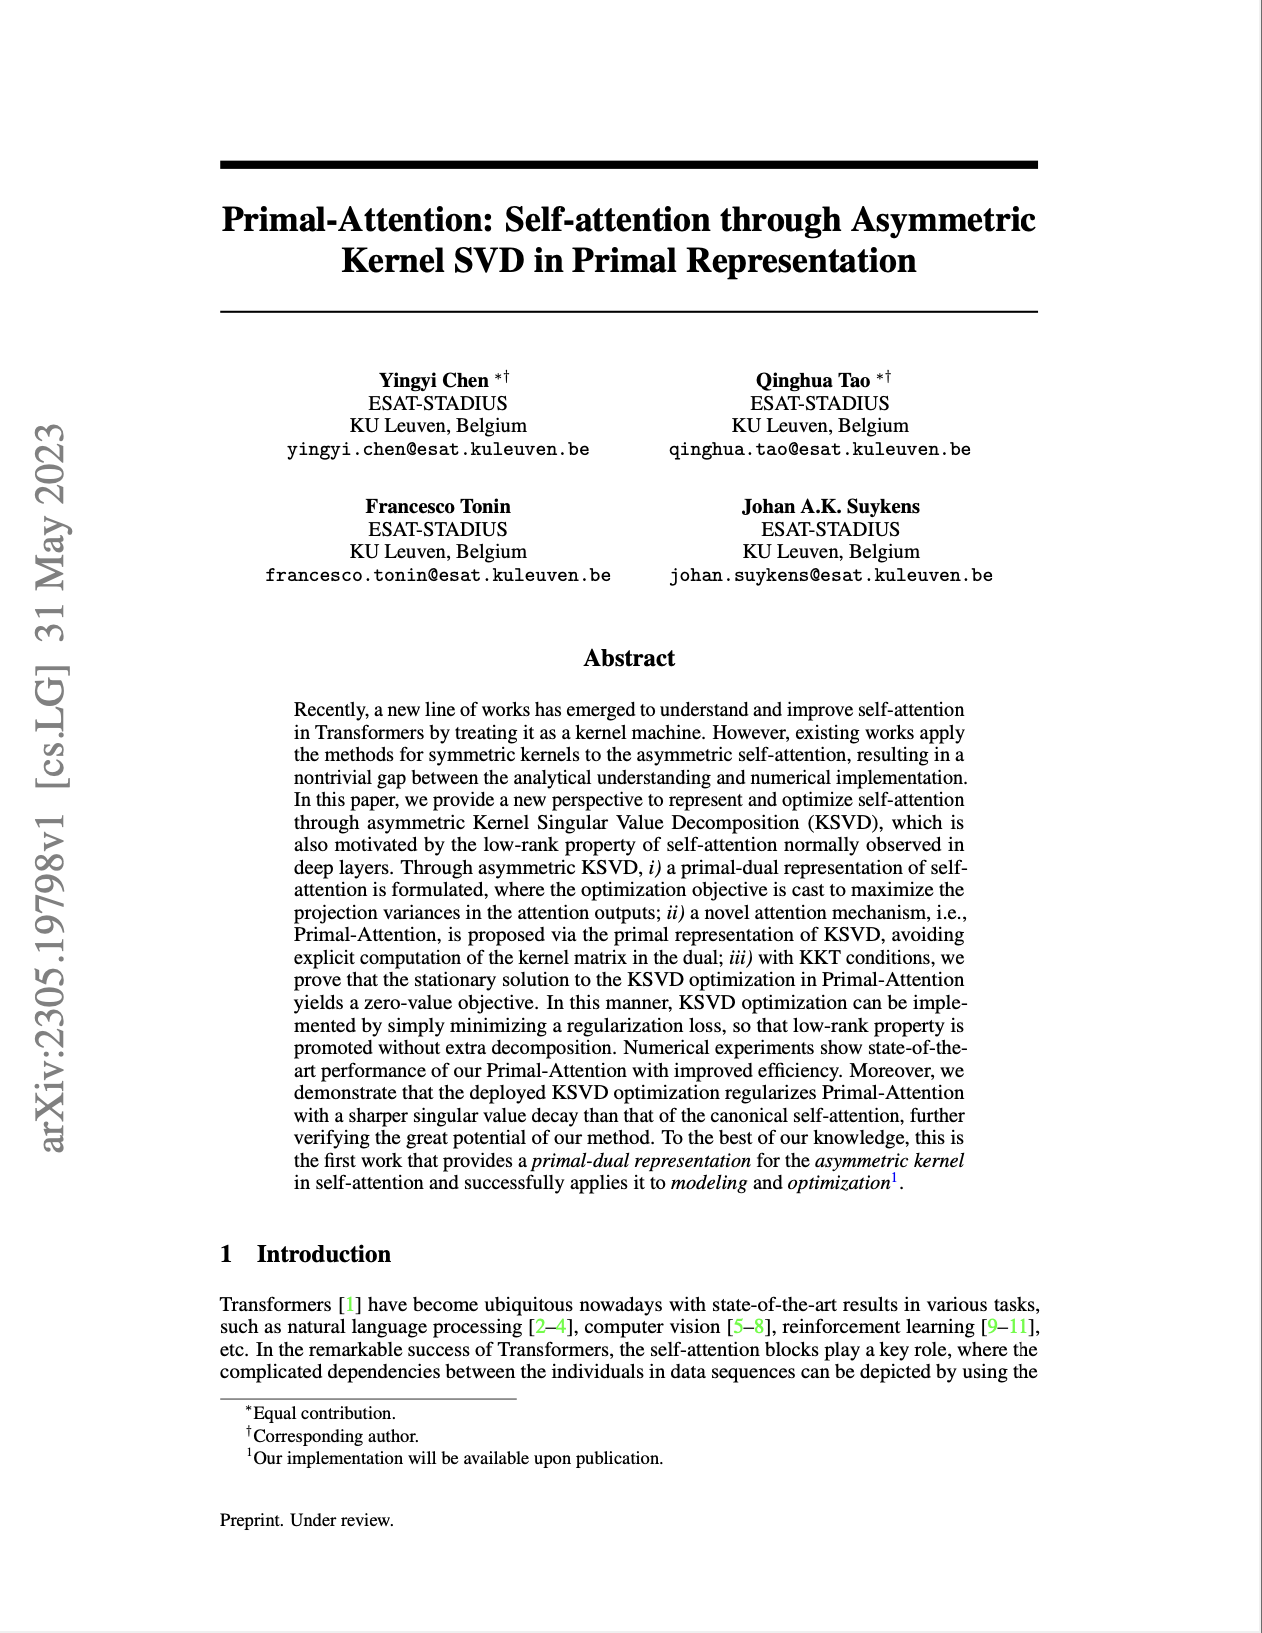 arXiv:2305.19798v1 [cs.LG] 31 May 2023
Primal-Attention: Self-attention through Asymmetric
Kernel SVD in Primal Representation
Yingyi Chen *†
ESAT-STADIUS
KU Leuven, Belgium
yingyi.chen@esat.kuleuven.be
Qinghua Tao *†
ESAT-STADIUS
KU Leuven, Belgium
qinghua.tao@esat.kuleuven.be
Francesco Tonin
ESAT-STADIUS
KU Leuven, Belgium
francesco.tonin@esat.kuleuven.be
Johan A.K. Suykens
ESAT-STADIUS
KU Leuven, Belgium
johan.suykens@esat.kuleuven.be
Abstract
Recently, a new line of works has emerged to understand and improve self-attention
in Transformers by treating it as a kernel machine. However, existing works apply
the methods for symmetric kernels to the asymmetric self-attention, resulting in a
nontrivial gap between the analytical understanding and numerical implementation.
In this paper, we provide a new perspective to represent and optimize self-attention
through asymmetric Kernel Singular Value Decomposition (KSVD), which is
also motivated by the low-rank property of self-attention normally observed in
deep layers. Through asymmetric KSVD, i) a primal-dual representation of self-
attention is formulated, where the optimization objective is cast to maximize the
projection variances in the attention outputs; ii) a novel attention mechanism, i.e.,
Primal-Attention, is proposed via the primal representation of KSVD, avoiding
explicit computation of the kernel matrix in the dual; iii) with KKT conditions, we
prove that the stationary solution to the KSVD optimization in Primal-Attention
yields a zero-value objective. In this manner, KSVD optimization can be imple-
mented by simply minimizing a regularization loss, so that low-rank property is
promoted without extra decomposition. Numerical experiments show state-of-the-
art performance of our Primal-Attention with improved efficiency. Moreover, we
demonstrate that the deployed KSVD optimization regularizes Primal-Attention
with a sharper singular value decay than that of the canonical self-attention, further
verifying the great potential of our method. To the best of our knowledge, this is
the first work that provides a primal-dual representation for the asymmetric kernel
in self-attention and successfully applies it to modeling and optimization1.
1 Introduction
Transformers [1] have become ubiquitous nowadays with state-of-the-art results in various tasks,
such as natural language processing [2–4], computer vision [5–8], reinforcement learning [9–11],
etc. In the remarkable success of Transformers, the self-attention blocks play a key role, where the
complicated dependencies between the individuals in data sequences can be depicted by using the
*Equal contribution.
†Corresponding author.
1Our implementation will be available upon publication.
Preprint. Under review.